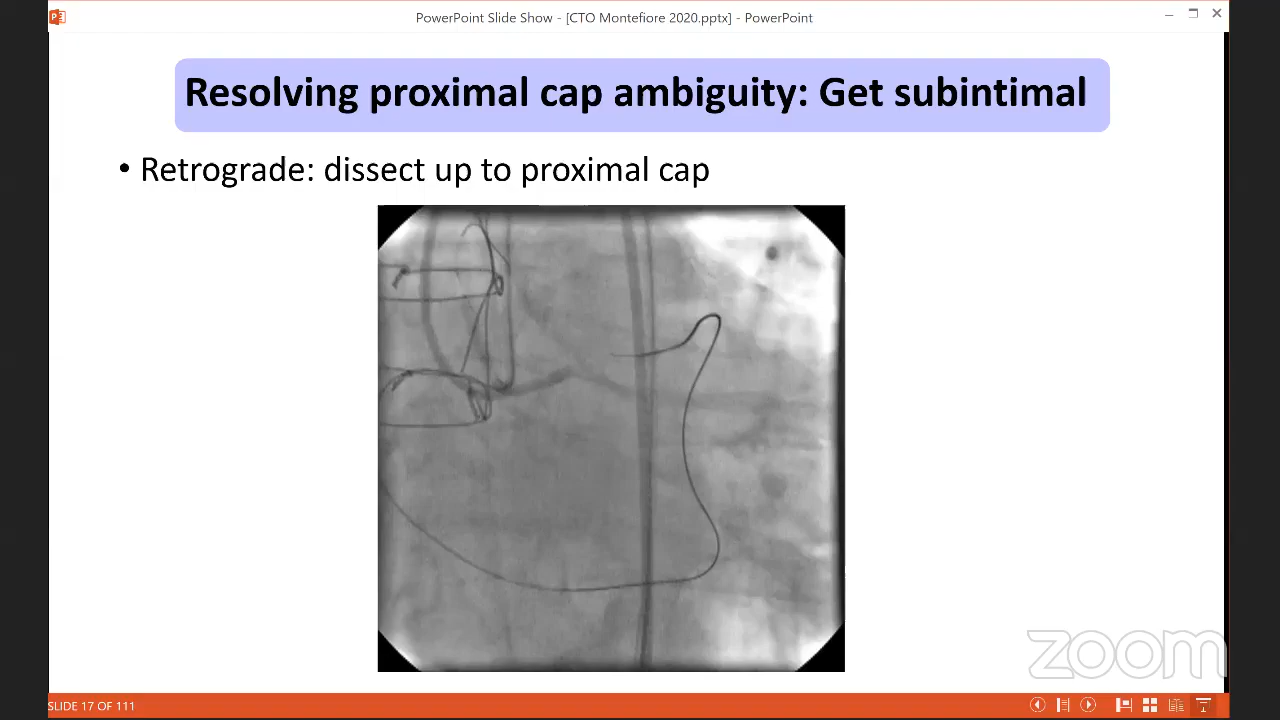 PowerPoint Slide Show - [CTO Montefiore 2020.pptx] - PowerPoint
Resolving proximal cap ambiguity: Get subintimal
• Retrograde: dissect up to proximal cap
zoom
SLIDE 17 OF 111